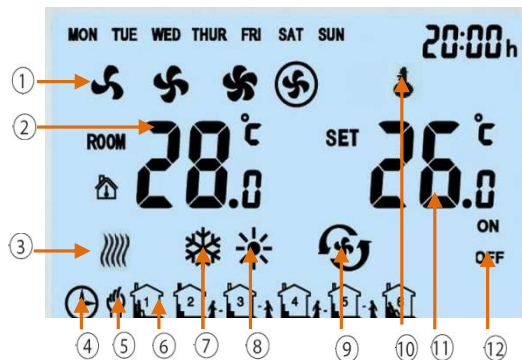 MON TUE WED THUR FRI SAT SUN 20:00h
①
② ROOM 28.0 °C SET 26.0 °C
③ ON
OFF
1 2 3 4 5 6
④ ⑤ ⑥ ⑦ ⑧ ⑨ ⑩ ⑪ ⑫